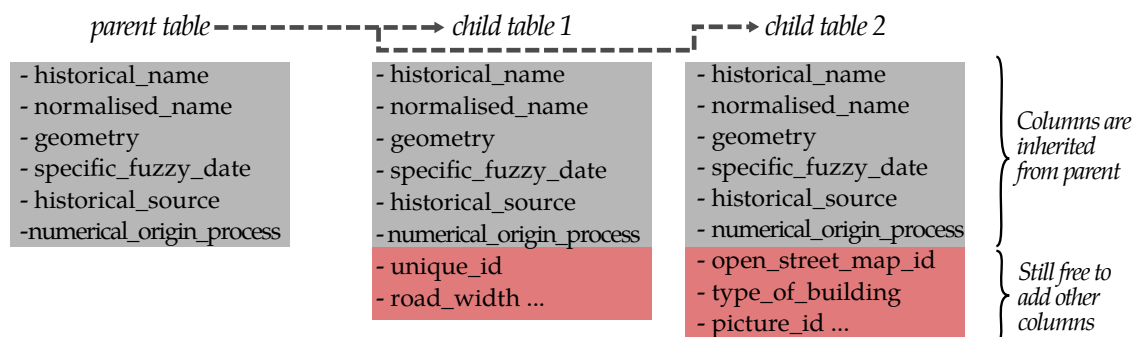 parent table
child table 1
child table 2
- historical_name
- normalised_name
- geometry
- specific_fuzzy_date
- historical_source
-numerical_origin_process
- historical_name
- normalised_name
- geometry
- specific_fuzzy_date
- historical_source
- numerical_origin_process
- unique_id
- road_width ...
- historical_name
- normalised_name
- geometry
- specific_fuzzy_date
- historical_source
- numerical_origin_process
- open_street_map_id
- type_of_building
- picture_id ...
Columns are
inherited
from parent
Still free to
add other
columns